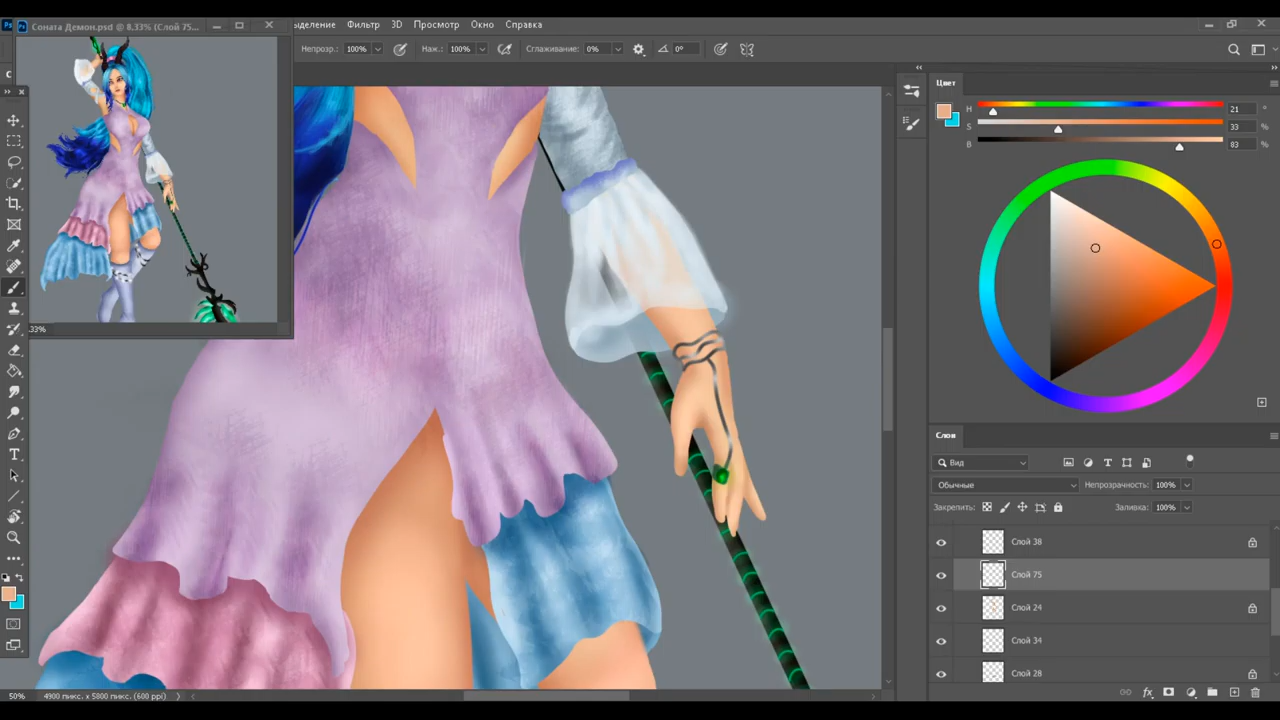 Соната Демон.psd @ 8.33% (Слой 75...
ыделение Фильтр 3D Просмотр Окно Справка
Непрозр.: 100% Наж.: 100% Сглаживание: 0% 0°
Цвет
H 21 °
S 33 %
B 83 %
33%
Слои
Вид
Обычные Непрозрачность: 100%
Закрепить: Заливка: 100%
Слой 38
Слой 75
Слой 24
Слой 34
Слой 28
50% 4900 пикс. x 5800 пикс. (600 ppi)